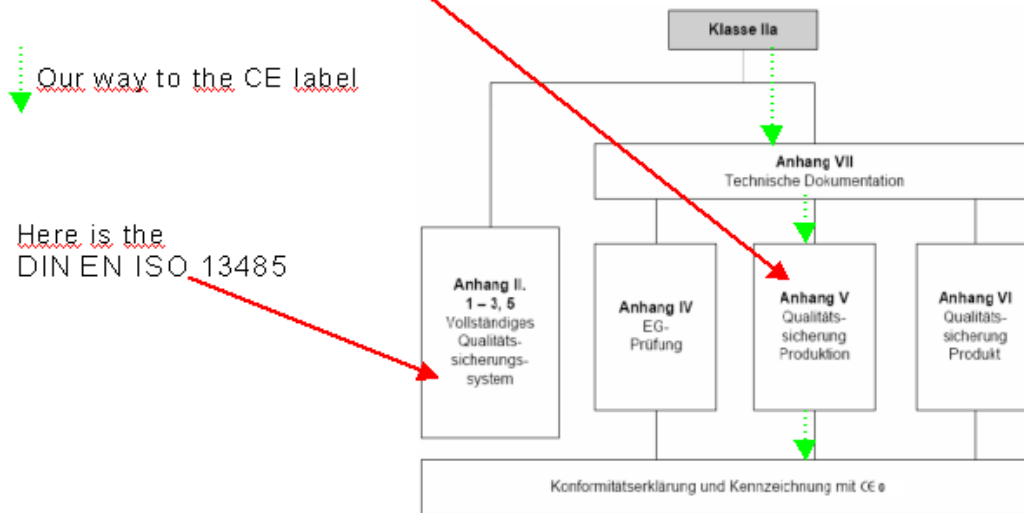 Klasse IIa
Our way to the CE label
Anhang VII
Technische Dokumentation
Here is the
DIN EN ISO 13485
Anhang II.
1 – 3, 5
Vollständiges
Qualitäts-
sicherungs-
system
Anhang IV
EG-
Prüfung
Anhang V
Qualitäts-
sicherung
Produktion
Anhang VI
Qualitäts-
sicherung
Produkt
Konformitätserklärung und Kennzeichnung mit CE